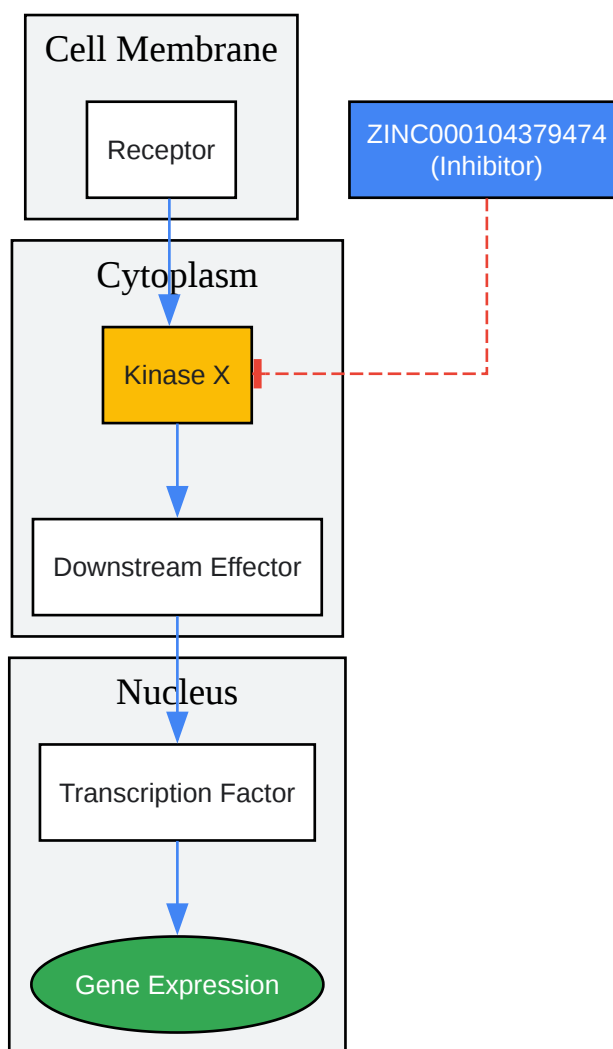 Cell Membrane
Receptor
ZINC000104379474
(Inhibitor)
Cytoplasm
Kinase X
Downstream Effector
Nucleus
Transcription Factor
Gene Expression